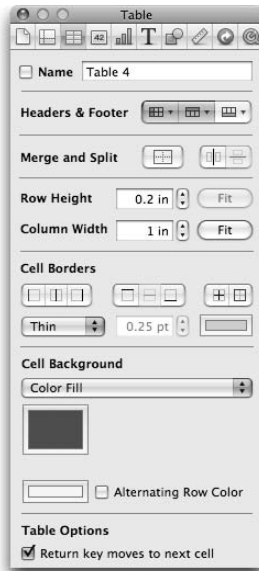 Table
42
T
Name Table 4
Headers & Footer
Merge and Split
Row Height 0.2 in Fit
Column Width 1 in Fit
Cell Borders
Thin 0.25 pt
Cell Background
Color Fill
Alternating Row Color
Table Options
Return key moves to next cell